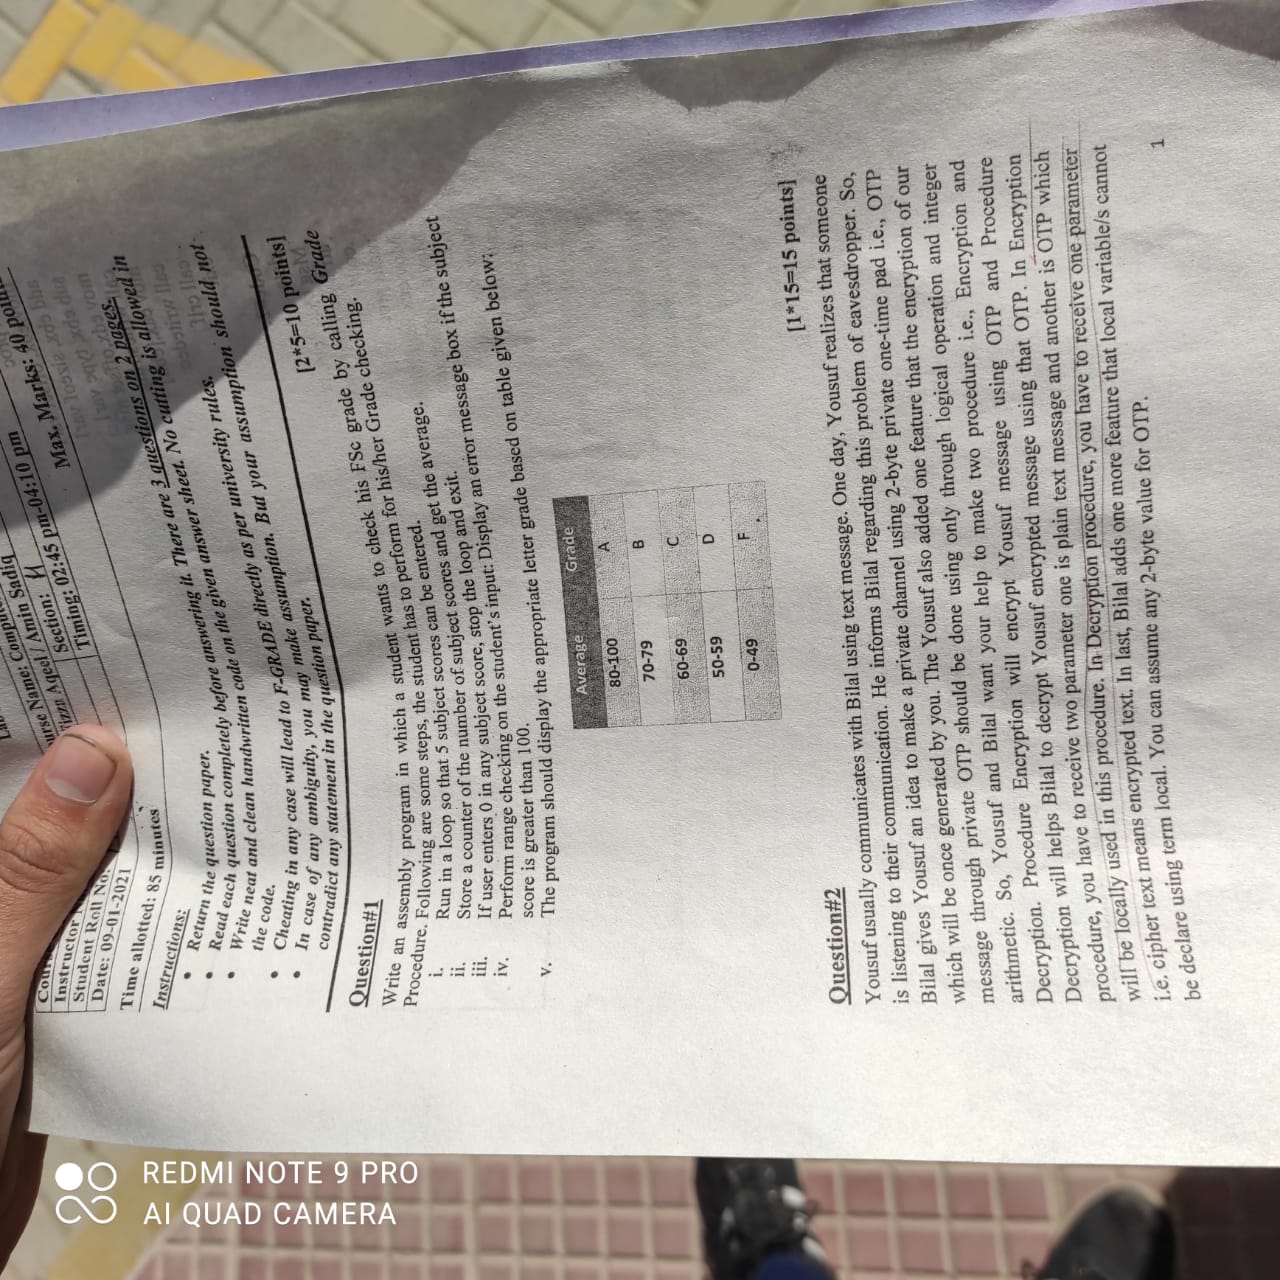 urse Name: Compu
Cours
Instructor N
izza Aqeel / Amin Sadiq
Student Roll No.
Section: H
Date: 09-01-2021
Timing: 02:45 pm-04:10 pm
Time allotted: 85 minutes
Max. Marks: 40 poin
Instructions:
• Return the question paper.
• Read each question completely before answering it. There are 3 questions on 2 pages.
• Write neat and clean handwritten code on the given answer sheet. No cutting is allowed in
the code.
• Cheating in any case will lead to F-GRADE directly as per university rules.
• In case of any ambiguity, you may make assumption. But your assumption should not
contradict any statement in the question paper.
Question#1
[2*5=10 points]
Write an assembly program in which a student wants to check his FSc grade by calling Grade
Procedure. Following are some steps, the student has to perform for his/her Grade checking.
i. Run in a loop so that 5 subject scores can be entered.
ii. Store a counter of the number of subject scores and get the average.
iii. If user enters 0 in any subject score, stop the loop and exit.
iv. Perform range checking on the student's input: Display an error message box if the subject
score is greater than 100.
v. The program should display the appropriate letter grade based on table given below:
Average Grade
80-100 A
70-79 B
60-69 C
50-59 D
0-49 F
[1*15=15 points]
Question#2
Yousuf usually communicates with Bilal using text message. One day, Yousuf realizes that someone
is listening to their communication. He informs Bilal regarding this problem of eavesdropper. So,
Bilal gives Yousuf an idea to make a private channel using 2-byte private one-time pad i.e., OTP
which will be once generated by you. The Yousuf also added one feature that the encryption of our
message through private OTP should be done using only through logical operation and integer
arithmetic. So, Yousuf and Bilal want your help to make two procedure i.e., Encryption and
Decryption. Procedure Encryption will encrypt Yousuf message using OTP and Procedure
Decryption will helps Bilal to decrypt Yousuf encrypted message using that OTP. In Encryption
procedure, you have to receive two parameter one is plain text message and another is OTP which
will be locally used in this procedure. In Decryption procedure, you have to receive one parameter
i.e. cipher text means encrypted text. In last, Bilal adds one more feature that local variable/s cannot
be declare using term local. You can assume any 2-byte value for OTP.
1
REDMI NOTE 9 PRO
AI QUAD CAMERA